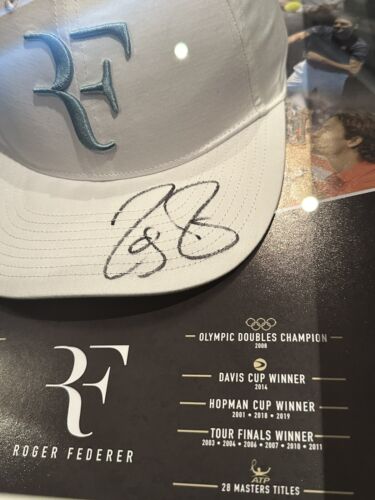 RF
OLYMPIC DOUBLES CHAMPION
2008
DAVIS CUP WINNER
2014
HOPMAN CUP WINNER
2001 • 2018 • 2019
TOUR FINALS WINNER
2003 • 2004 • 2006 • 2007 • 2010 • 2011
ATP
28 MASTERS TITLES
RF
ROGER FEDERER